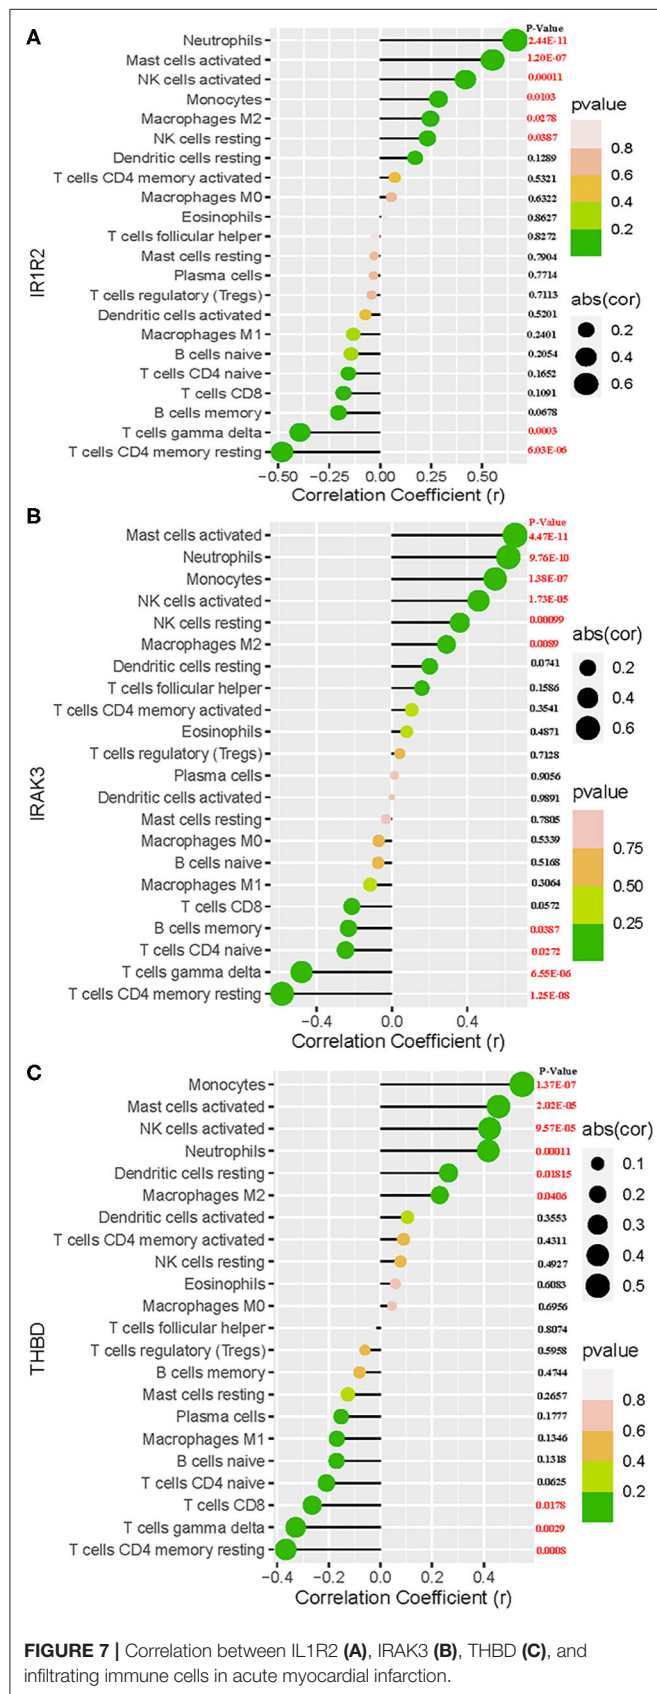 A
P-Value
Neutrophils 2.44E-11
Mast cells activated 1.20E-07
NK cells activated 0.00011
Monocytes 0.0103
Macrophages M2 0.0278
NK cells resting 0.0387
Dendritic cells resting 0.1289
T cells CD4 memory activated 0.5321
Macrophages M0 0.6322
Eosinophils 0.8627
T cells follicular helper 0.8272
Mast cells resting 0.7904
Plasma cells 0.7714
T cells regulatory (Tregs) 0.7113
Dendritic cells activated 0.5201
Macrophages M1 0.2401
B cells naive 0.2054
T cells CD4 naive 0.1652
T cells CD8 0.1091
B cells memory 0.0678
T cells gamma delta 0.0003
T cells CD4 memory resting 6.03E-06
−0.50 −0.25 0.00 0.25 0.50
Correlation Coefficient (r)
IR1R2
pvalue
0.8
0.6
0.4
0.2
abs(cor)
0.2
0.4
0.6
B
P-Value
Mast cells activated 4.47E-11
Neutrophils 9.76E-10
Monocytes 1.38E-07
NK cells activated 1.73E-05
NK cells resting 0.00099
Macrophages M2 0.0089
Dendritic cells resting 0.0741
T cells follicular helper 0.1586
T cells CD4 memory activated 0.3541
Eosinophils 0.4871
T cells regulatory (Tregs) 0.7128
Plasma cells 0.9056
Dendritic cells activated 0.9891
Mast cells resting 0.7805
Macrophages M0 0.5339
B cells naive 0.5168
Macrophages M1 0.3064
T cells CD8 0.0572
B cells memory 0.0387
T cells CD4 naive 0.0272
T cells gamma delta 6.55E-06
T cells CD4 memory resting 1.25E-08
−0.4 0.0 0.4
Correlation Coefficient (r)
IRAK3
abs(cor)
0.2
0.4
0.6
pvalue
0.75
0.50
0.25
C
P-Value
Monocytes 1.37E-07
Mast cells activated 2.02E-05
NK cells activated 9.57E-05
Neutrophils 0.00011
Dendritic cells resting 0.01815
Macrophages M2 0.0406
Dendritic cells activated 0.3553
T cells CD4 memory activated 0.4311
NK cells resting 0.4927
Eosinophils 0.6083
Macrophages M0 0.6956
T cells follicular helper 0.8074
T cells regulatory (Tregs) 0.5958
B cells memory 0.4744
Mast cells resting 0.2657
Plasma cells 0.1777
Macrophages M1 0.1346
B cells naive 0.1318
T cells CD4 naive 0.0625
T cells CD8 0.0178
T cells gamma delta 0.0029
T cells CD4 memory resting 0.0008
−0.4 −0.2 0.0 0.2 0.4
Correlation Coefficient (r)
THBD
abs(cor)
0.1
0.2
0.3
0.4
0.5
pvalue
0.8
0.6
0.4
0.2
FIGURE 7 | Correlation between IL1R2 (A), IRAK3 (B), THBD (C), and
infiltrating immune cells in acute myocardial infarction.